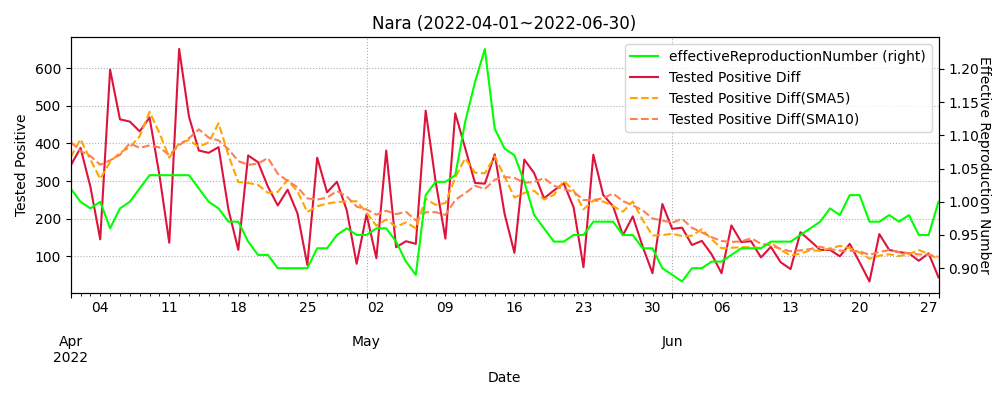 Nara (2022-04-01~2022-06-30)
effectiveReproductionNumber (right)
Tested Positive Diff
Tested Positive Diff(SMA5)
Tested Positive Diff(SMA10)
Tested Positive
600
500
400
300
200
100
1.20
1.15
1.10
1.05
1.00
0.95
0.90
Effective Reproduction Number
04 11 18 25 02 09 16 23 30 06 13 20 27
Apr May Jun
2022
Date